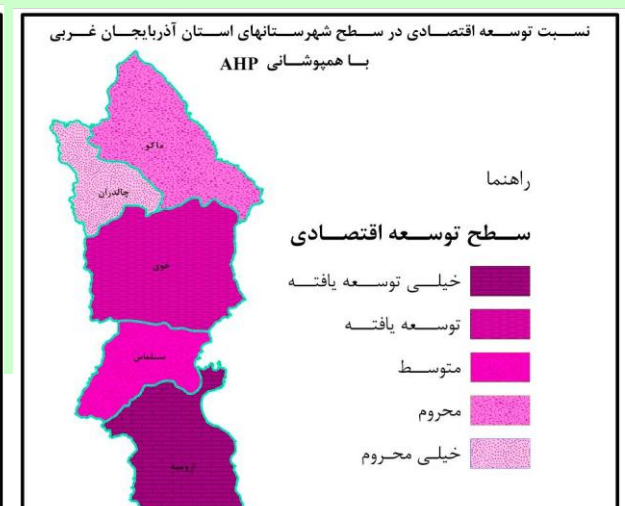 نسبت توسعه اقتصادی در سطح شهرستانهای استان آذربایجان غربی
با همپوشانی AHP
ماکو
چالدران
خوی
سلماس
ارومیه
راهنما
سطح توسعه اقتصادی
خیلی توسعه یافته
توسعه یافته
متوسط
محروم
خیلی محروم